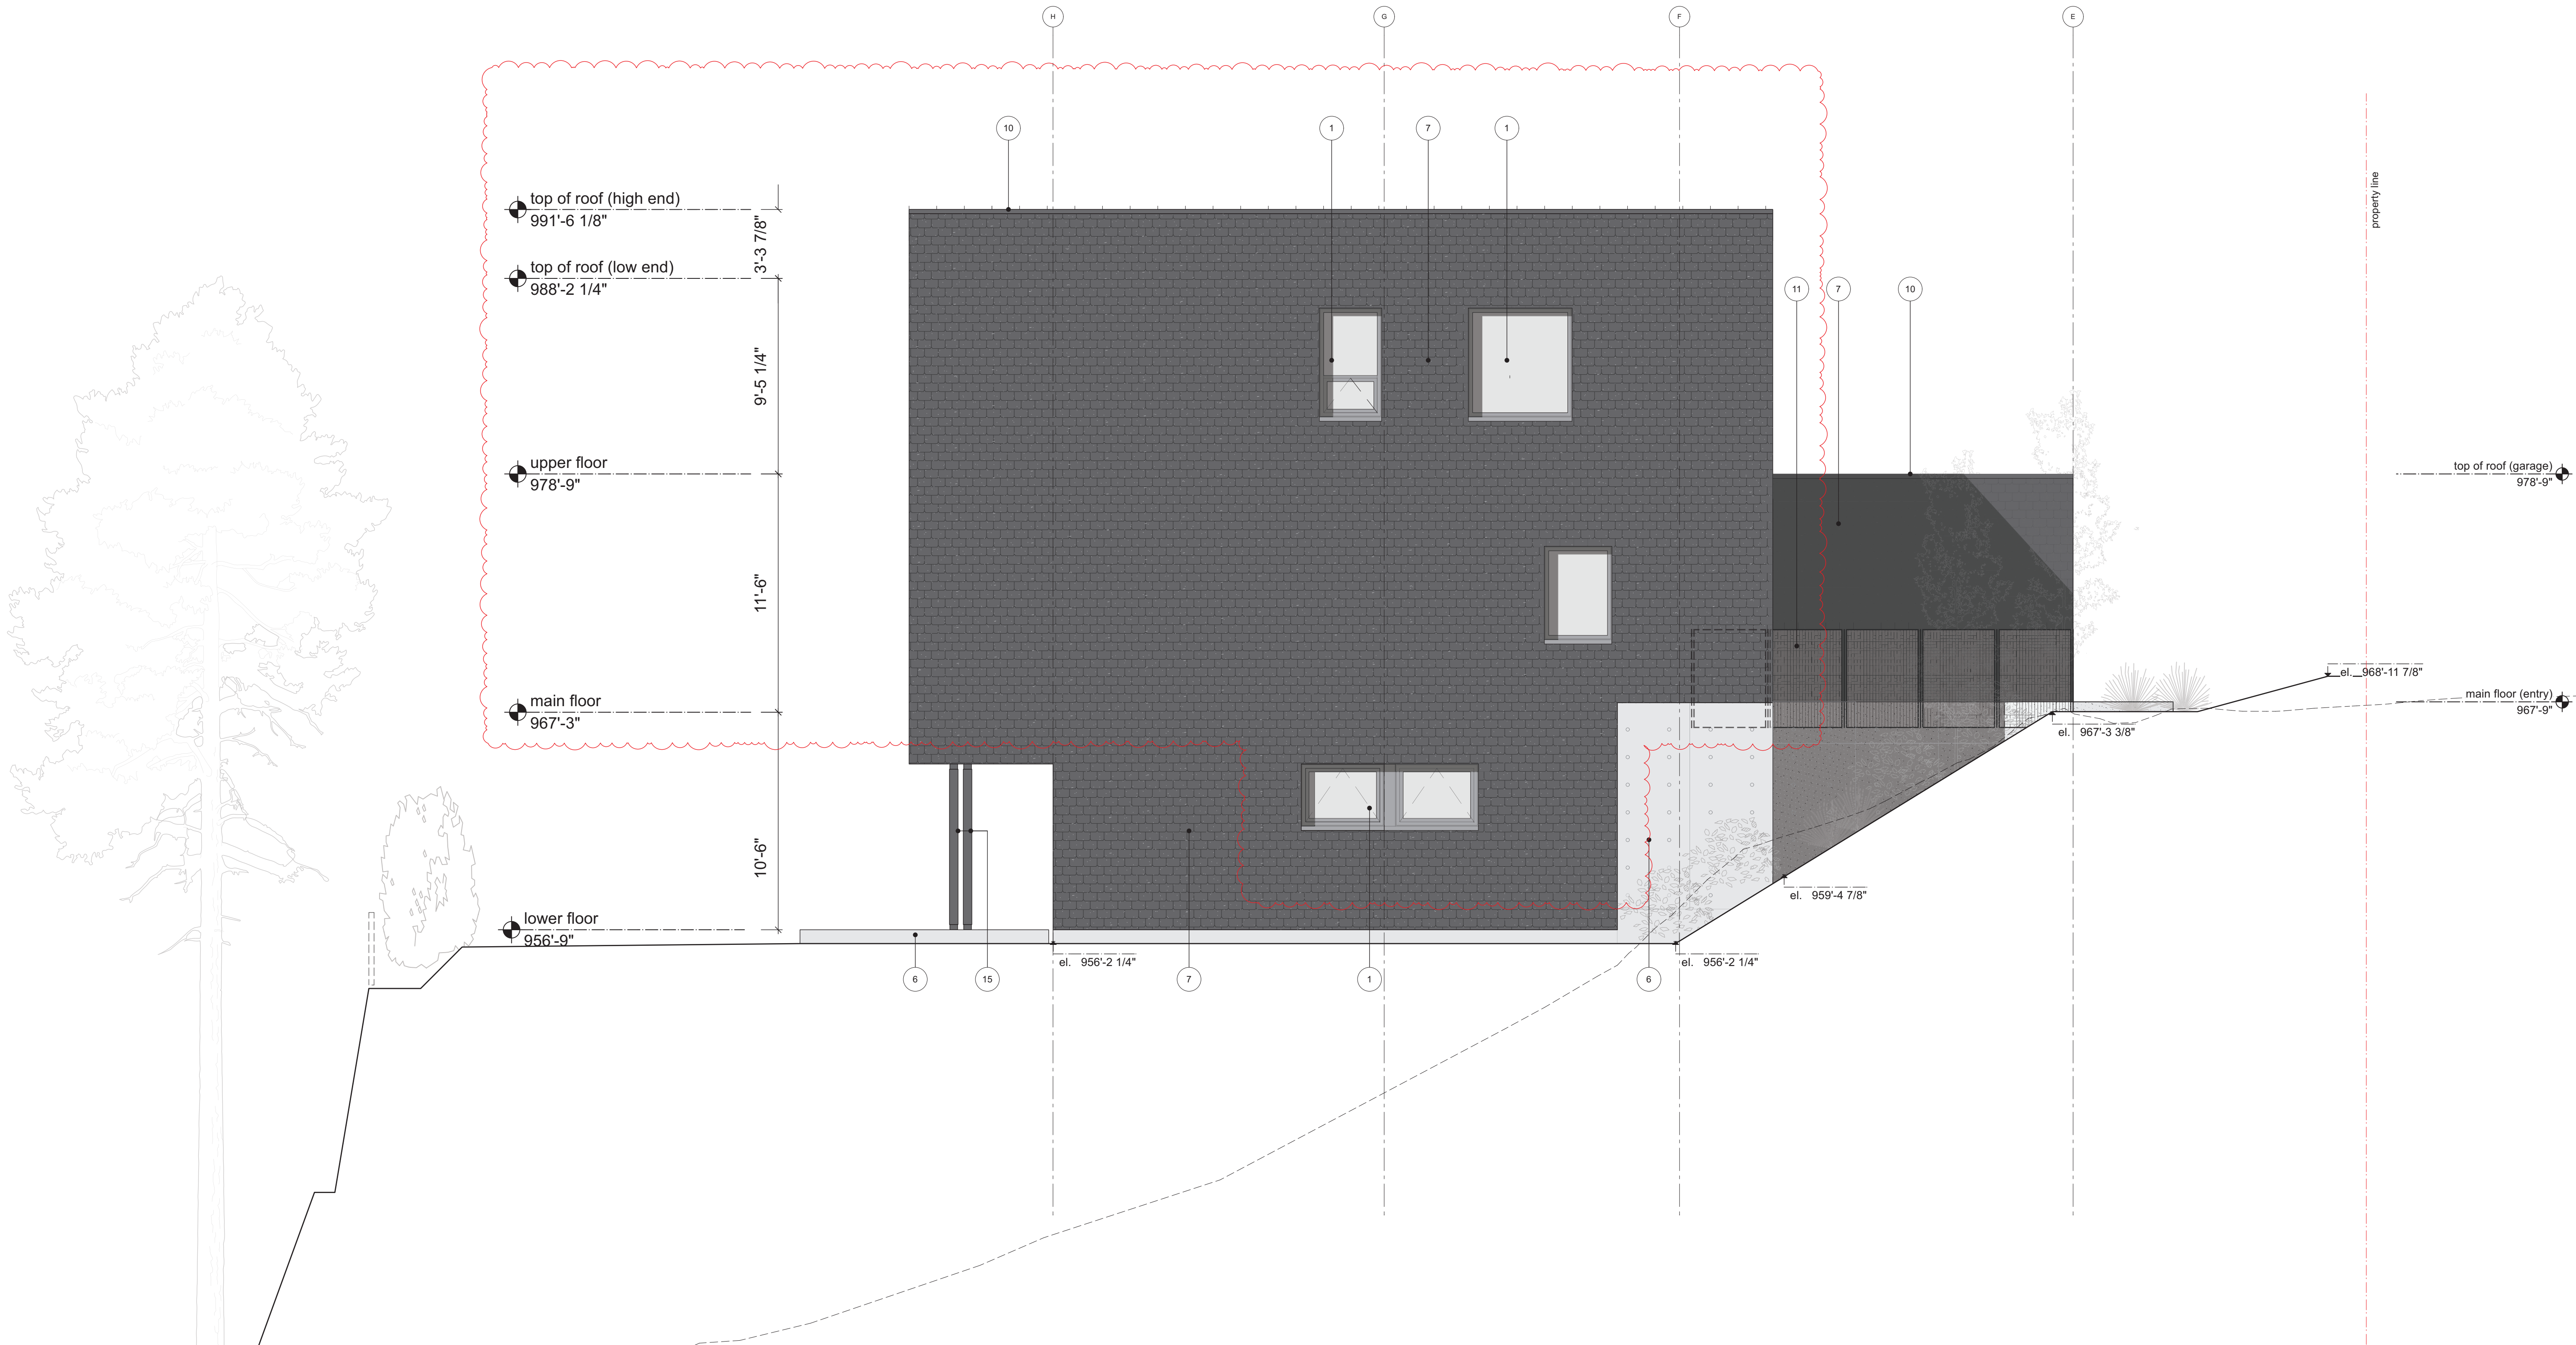 H
G
F
E
10
1
7
1
property line
top of roof (high end)
991'-6 1/8"
3'-3 7/8"
top of roof (low end)
988'-2 1/4"
11
7
10
9'-5 1/4"
upper floor
978'-9"
top of roof (garage)
978'-9"
11'-6"
el. 968'-11 7/8"
main floor
967'-3"
main floor (entry)
967'-9"
el. 967'-3 3/8"
10'-6"
el. 959'-4 7/8"
lower floor
956'-9"
el. 956'-2 1/4"
el. 956'-2 1/4"
6
15
7
1
6